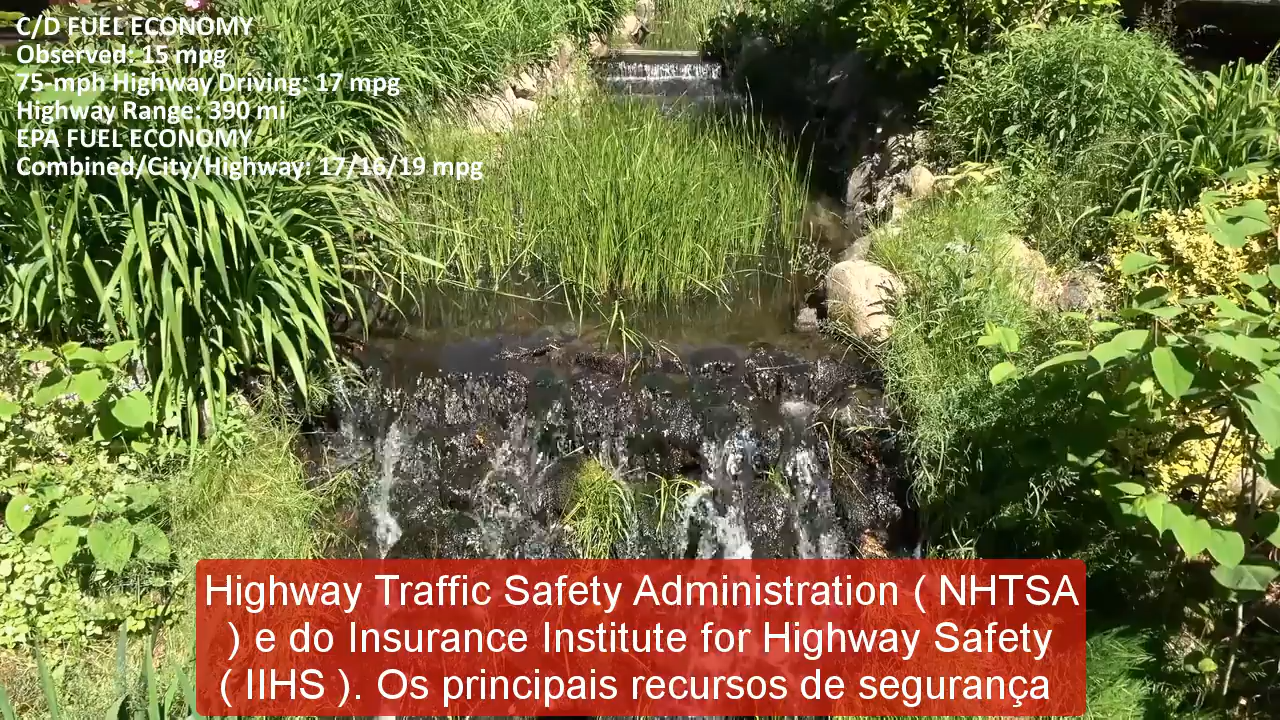 C/D FUEL ECONOMY
Observed: 15 mpg
75-mph Highway Driving: 17 mpg
Highway Range: 390 mi
EPA FUEL ECONOMY
Combined/City/Highway: 17/16/19 mpg
Highway Traffic Safety Administration ( NHTSA
) e do Insurance Institute for Highway Safety
( IIHS ). Os principais recursos de segurança